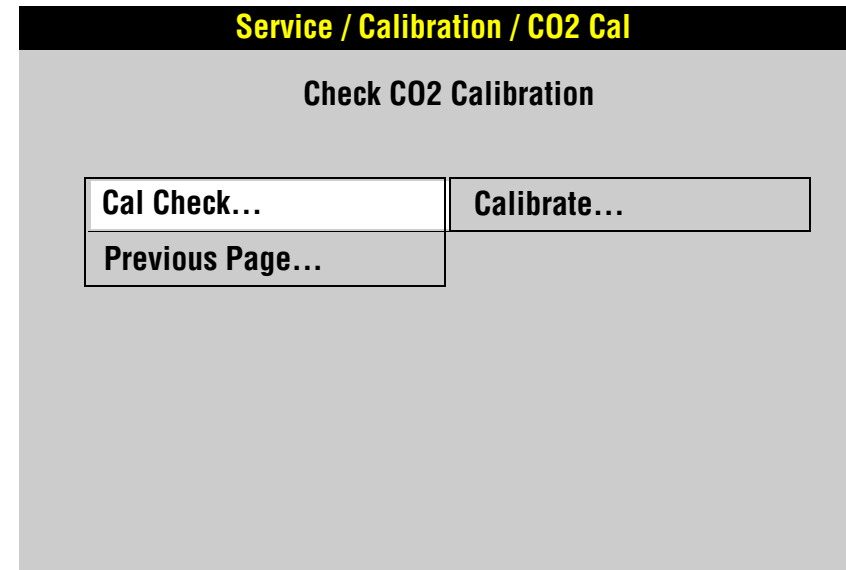 Service / Calibration / CO2 Cal
Check CO2 Calibration
Cal Check...
Calibrate...
Previous Page...